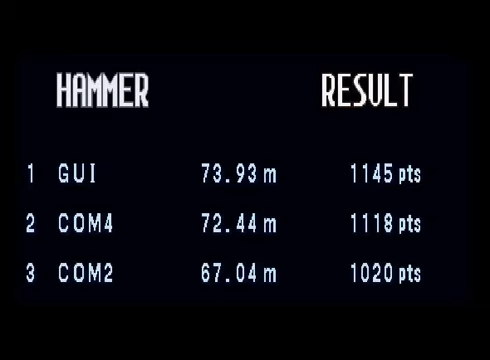 HAMMER RESULT
1 GUI 73.93 m 1145 pts
2 COM4 72.44 m 1118 pts
3 COM2 67.04 m 1020 pts